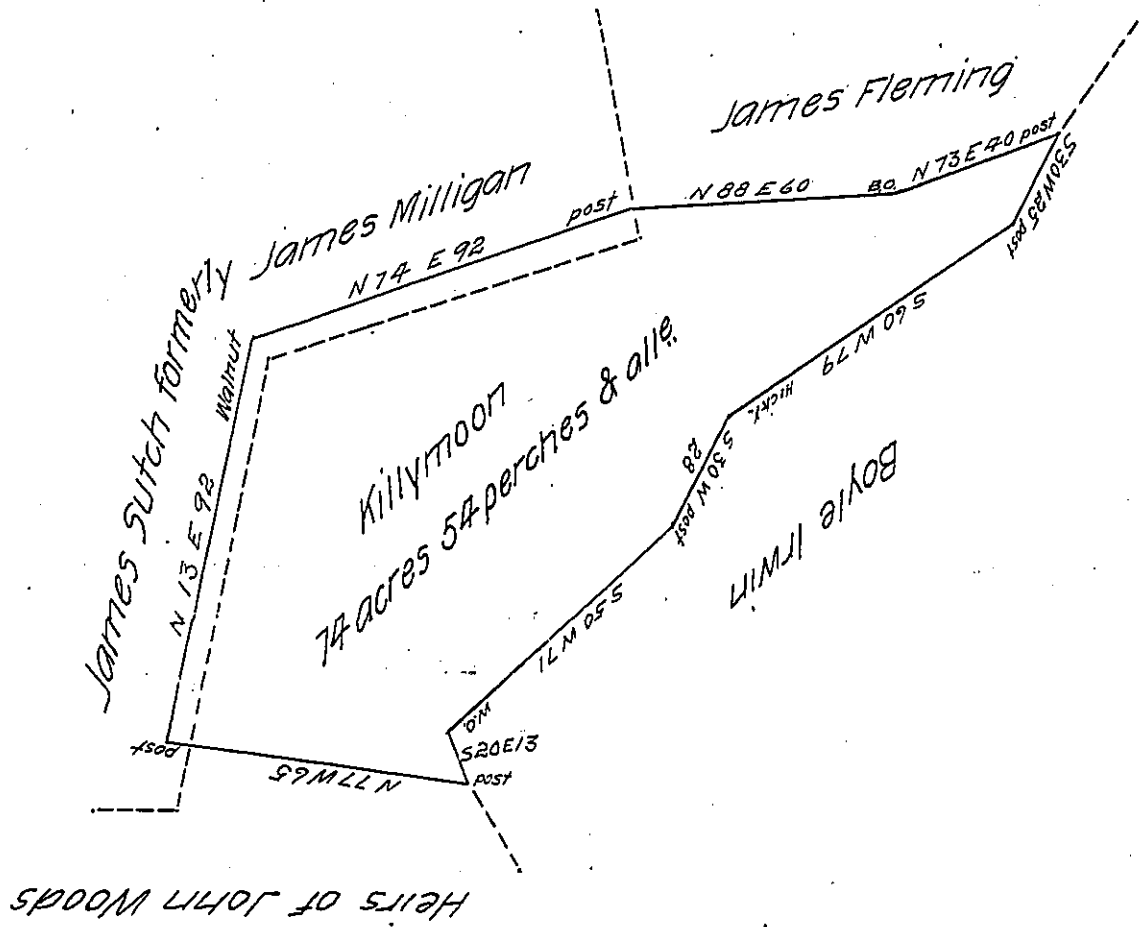 James Fleming
James Sutch formerly James Milligan
N 74 E 92
post
N 88 E 60
B.O.
N 73 E 40
post
S 30 W 25
post
S 60 W 79
Hick'y.
S 30 W
28
post
S 50 W 71
W.O.
S 20 E 13
post
N 77 W 65
post
N 13 E 92
Walnut
Killymoon
74 acres 54 perches & alle
Boyle Irwin
Heirs of John Woods